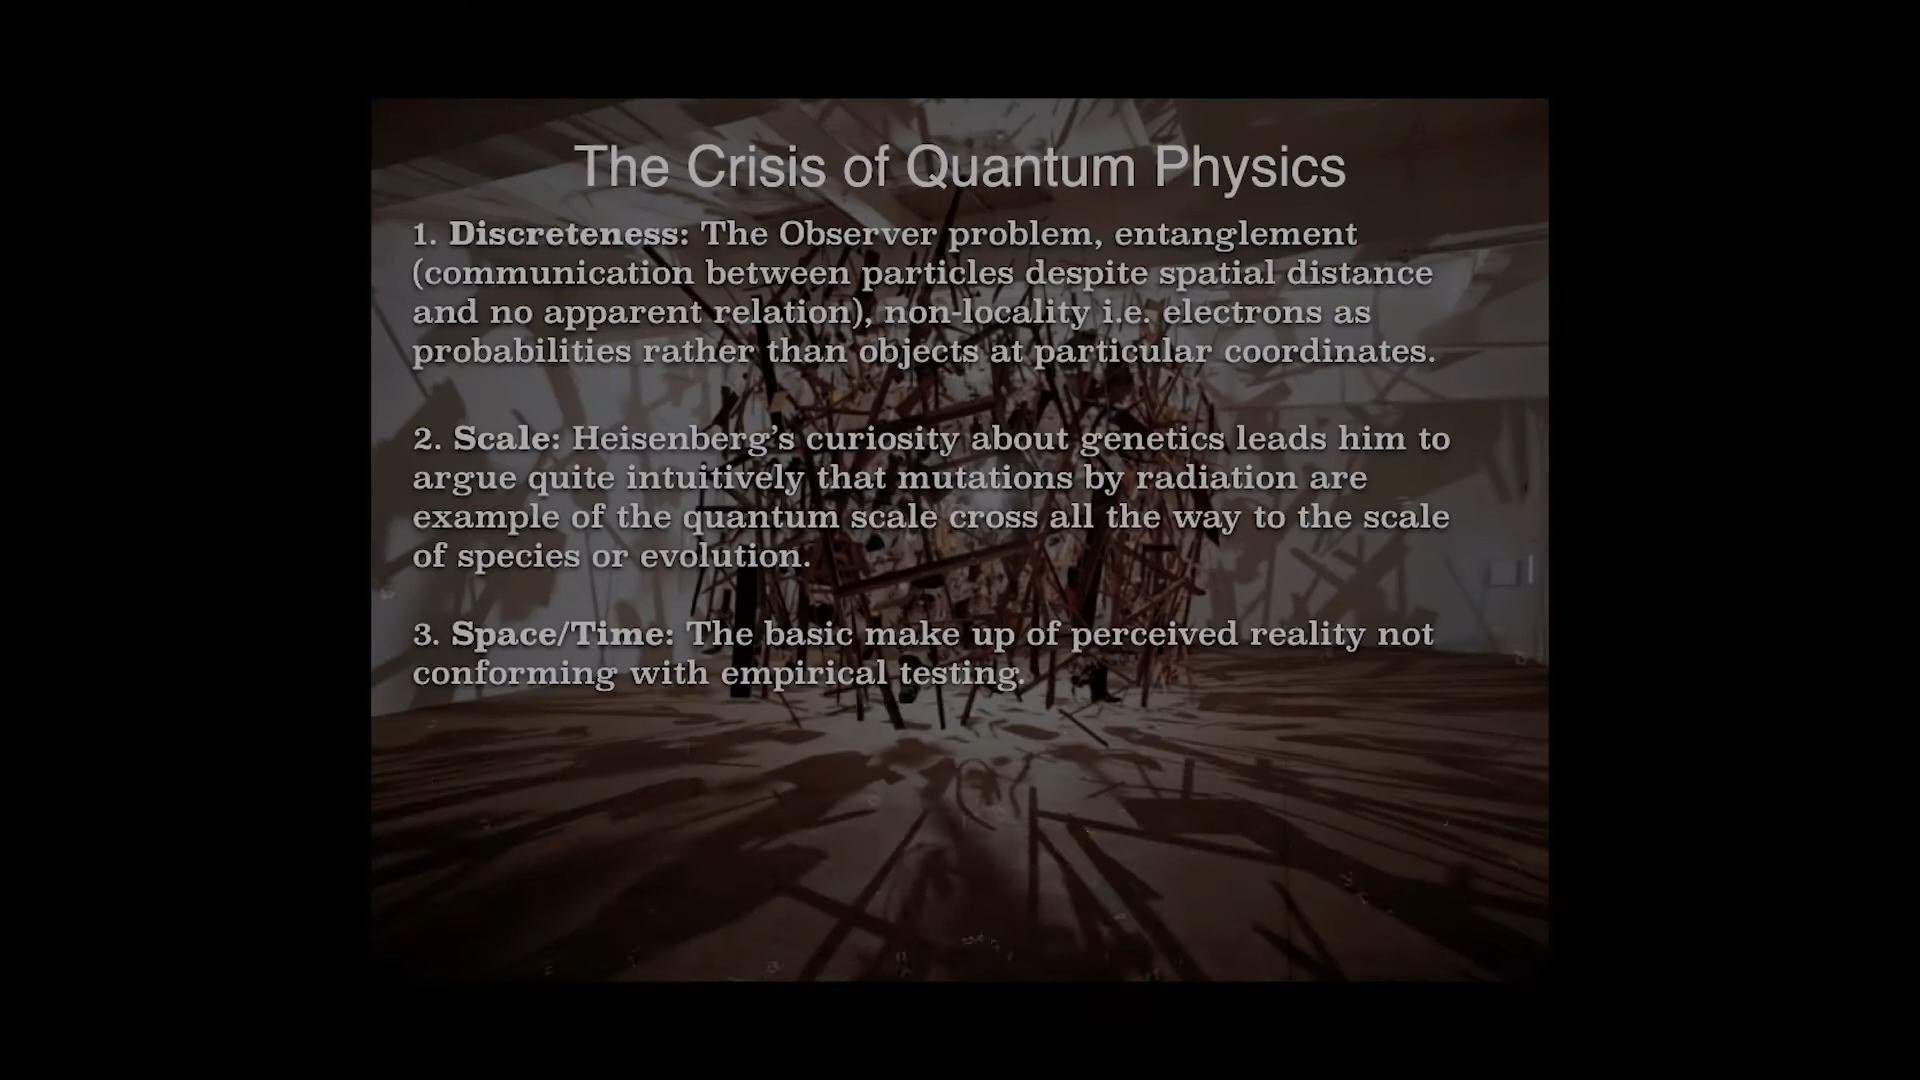 The Crisis of Quantum Physics
1. Discreteness: The Observer problem, entanglement
(communication between particles despite spatial distance
and no apparent relation), non-locality i.e. electrons as
probabilities rather than objects at particular coordinates.
2. Scale: Heisenberg’s curiosity about genetics leads him to
argue quite intuitively that mutations by radiation are
example of the quantum scale cross all the way to the scale
of species or evolution.
3. Space/Time: The basic make up of perceived reality not
conforming with empirical testing.